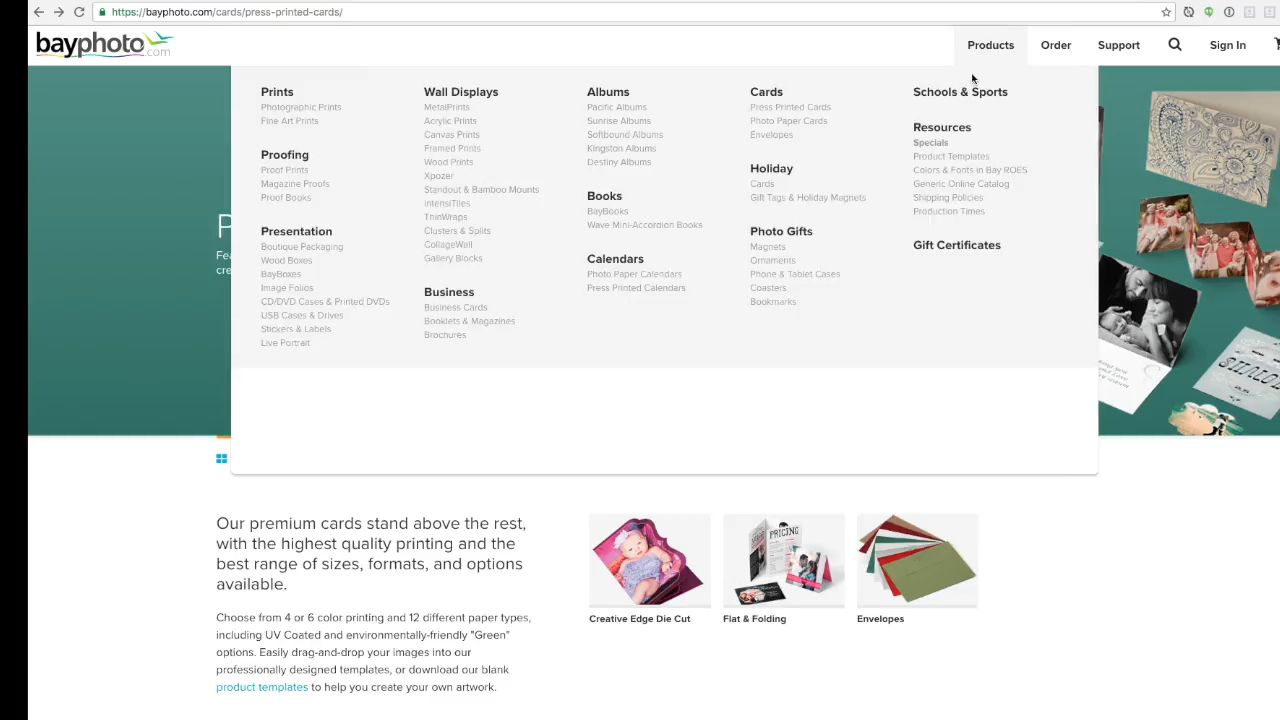 https://bayphoto.com/cards/press-printed-cards/
bayphoto
.com
Products
Order
Support
Sign In
Prints
Photographic Prints
Fine Art Prints
Proofing
Proof Prints
Magazine Proofs
Proof Books
Presentation
Boutique Packaging
Wood Boxes
BayBoxes
Image Folios
CD/DVD Cases & Printed DVDs
USB Cases & Drives
Stickers & Labels
Live Portrait
Wall Displays
MetalPrints
Acrylic Prints
Canvas Prints
Framed Prints
Wood Prints
Xpozer
Standout & Bamboo Mounts
intensiTiles
ThinWraps
Clusters & Splits
CollageWall
Gallery Blocks
Business
Business Cards
Booklets & Magazines
Brochures
Albums
Pacific Albums
Sunrise Albums
Softbound Albums
Kingston Albums
Destiny Albums
Books
BayBooks
Wave Mini-Accordion Books
Calendars
Photo Paper Calendars
Press Printed Calendars
Cards
Press Printed Cards
Photo Paper Cards
Envelopes
Holiday
Cards
Gift Tags & Holiday Magnets
Photo Gifts
Magnets
Ornaments
Phone & Tablet Cases
Coasters
Bookmarks
Schools & Sports
Resources
Specials
Product Templates
Colors & Fonts in Bay ROES
Generic Online Catalog
Shipping Policies
Production Times
Gift Certificates
P
Fea
cre
Our premium cards stand above the rest,
with the highest quality printing and the
best range of sizes, formats, and options
available.
Choose from 4 or 6 color printing and 12 different paper types,
including UV Coated and environmentally-friendly "Green"
options. Easily drag-and-drop your images into our
professionally designed templates, or download our blank
product templates to help you create your own artwork.
PRICING
Creative Edge Die Cut
Flat & Folding
Envelopes